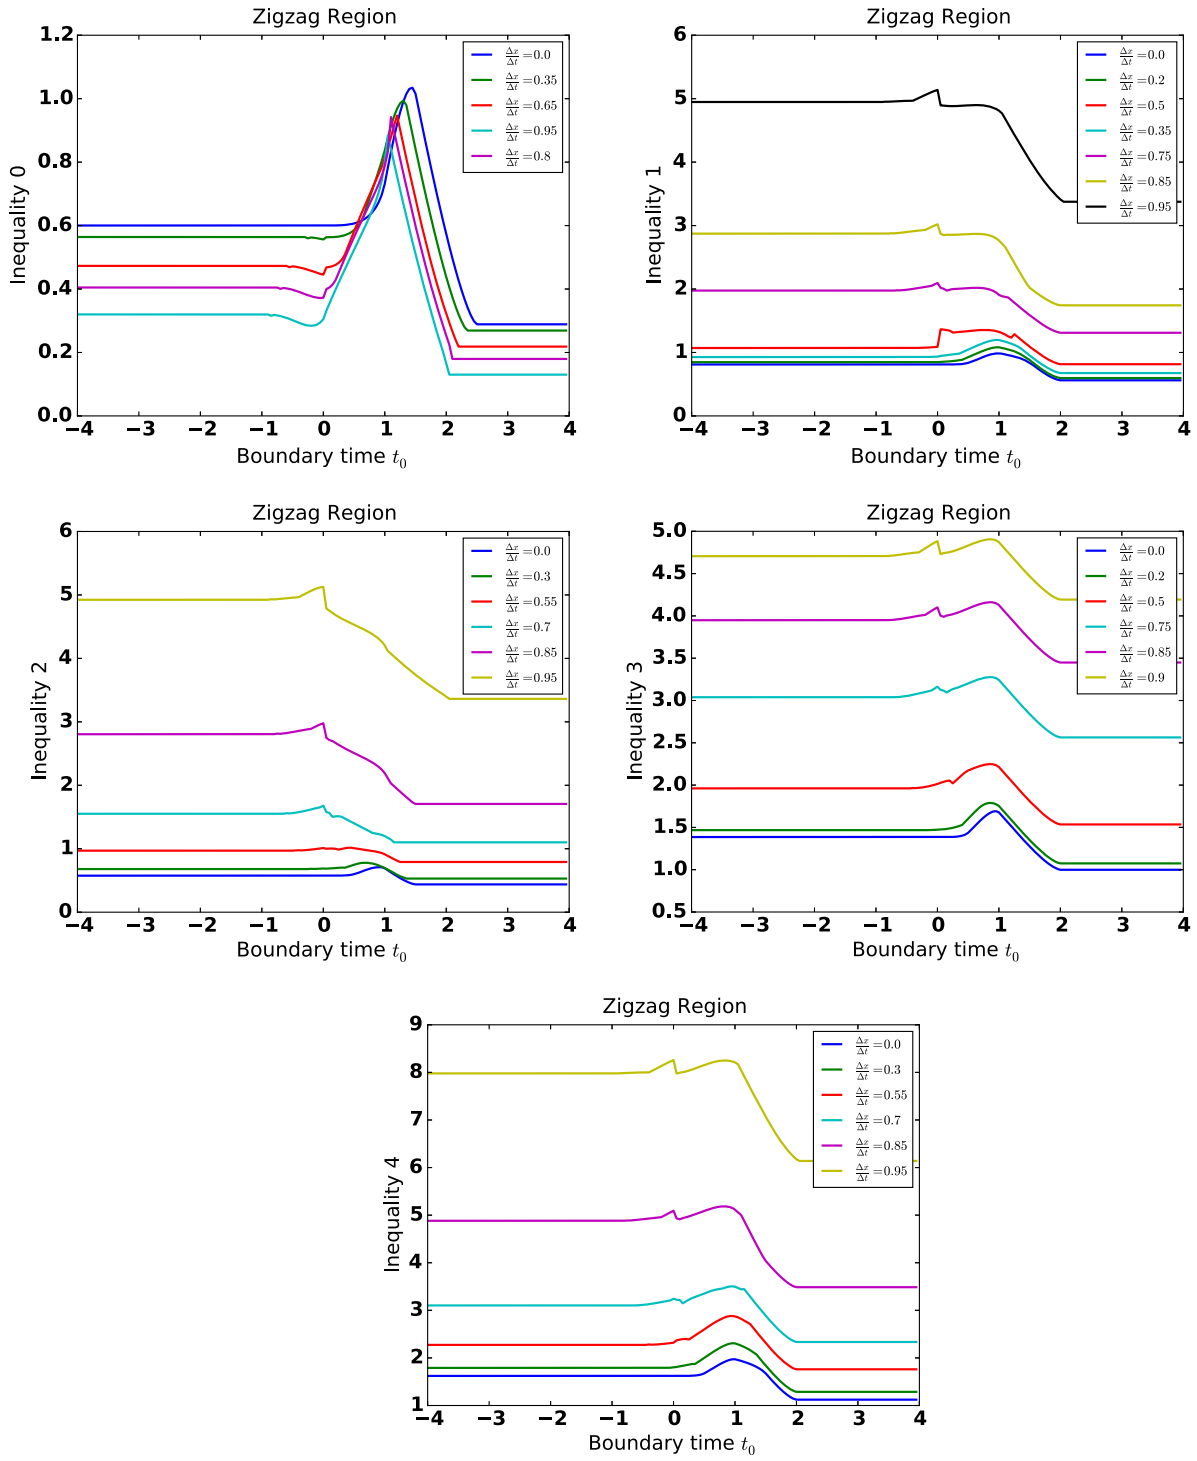 Zigzag Region
Inequality 0
1.2
1.0
0.8
0.6
0.4
0.2
0.0
−4 −3 −2 −1 0 1 2 3 4
Boundary time t₀
Δx/Δt=0.0
Δx/Δt=0.35
Δx/Δt=0.65
Δx/Δt=0.95
Δx/Δt=0.8
Zigzag Region
Inequality 1
6
5
4
3
2
1
0
−4 −3 −2 −1 0 1 2 3 4
Boundary time t₀
Δx/Δt=0.0
Δx/Δt=0.2
Δx/Δt=0.5
Δx/Δt=0.35
Δx/Δt=0.75
Δx/Δt=0.85
Δx/Δt=0.95
Zigzag Region
Inequality 2
6
5
4
3
2
1
0
−4 −3 −2 −1 0 1 2 3 4
Boundary time t₀
Δx/Δt=0.0
Δx/Δt=0.3
Δx/Δt=0.55
Δx/Δt=0.7
Δx/Δt=0.85
Δx/Δt=0.95
Zigzag Region
Inequality 3
5.0
4.5
4.0
3.5
3.0
2.5
2.0
1.5
1.0
0.5
−4 −3 −2 −1 0 1 2 3 4
Boundary time t₀
Δx/Δt=0.0
Δx/Δt=0.2
Δx/Δt=0.5
Δx/Δt=0.75
Δx/Δt=0.85
Δx/Δt=0.9
Zigzag Region
Inequality 4
9
8
7
6
5
4
3
2
1
−4 −3 −2 −1 0 1 2 3 4
Boundary time t₀
Δx/Δt=0.0
Δx/Δt=0.3
Δx/Δt=0.55
Δx/Δt=0.7
Δx/Δt=0.85
Δx/Δt=0.95